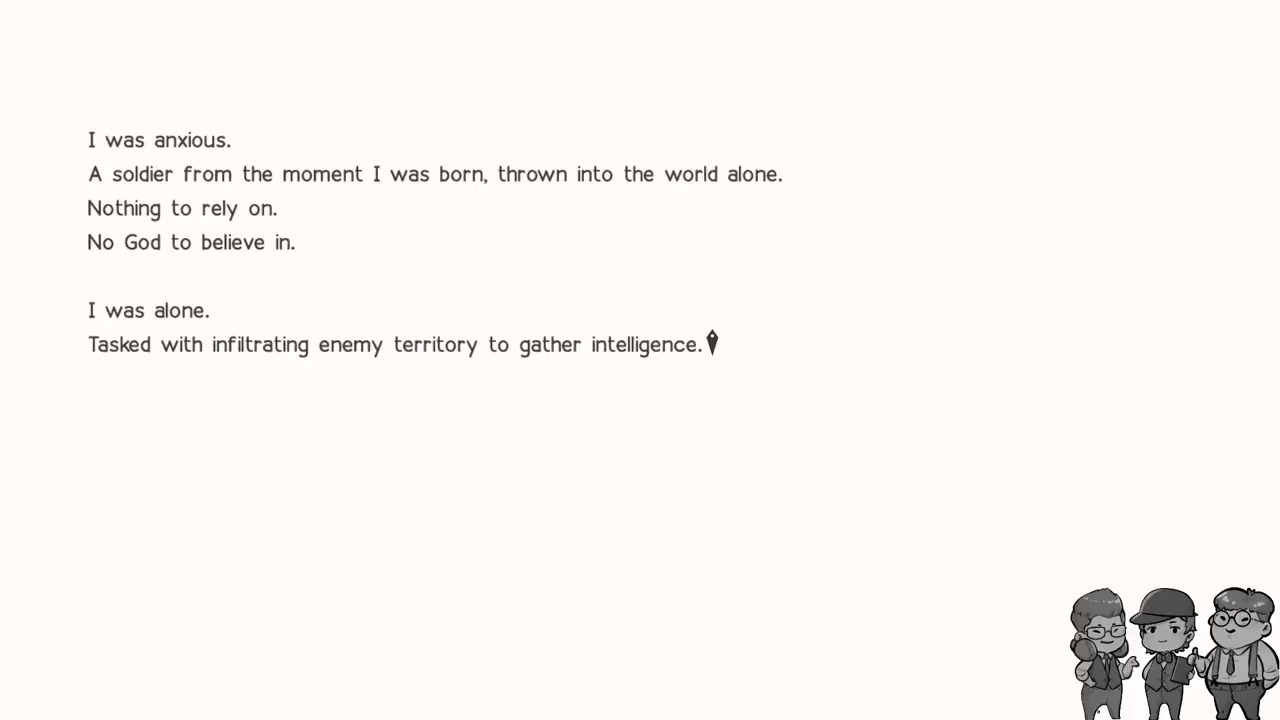 I was anxious.
A soldier from the moment I was born, thrown into the world alone.
Nothing to rely on.
No God to believe in.
I was alone.
Tasked with infiltrating enemy territory to gather intelligence.